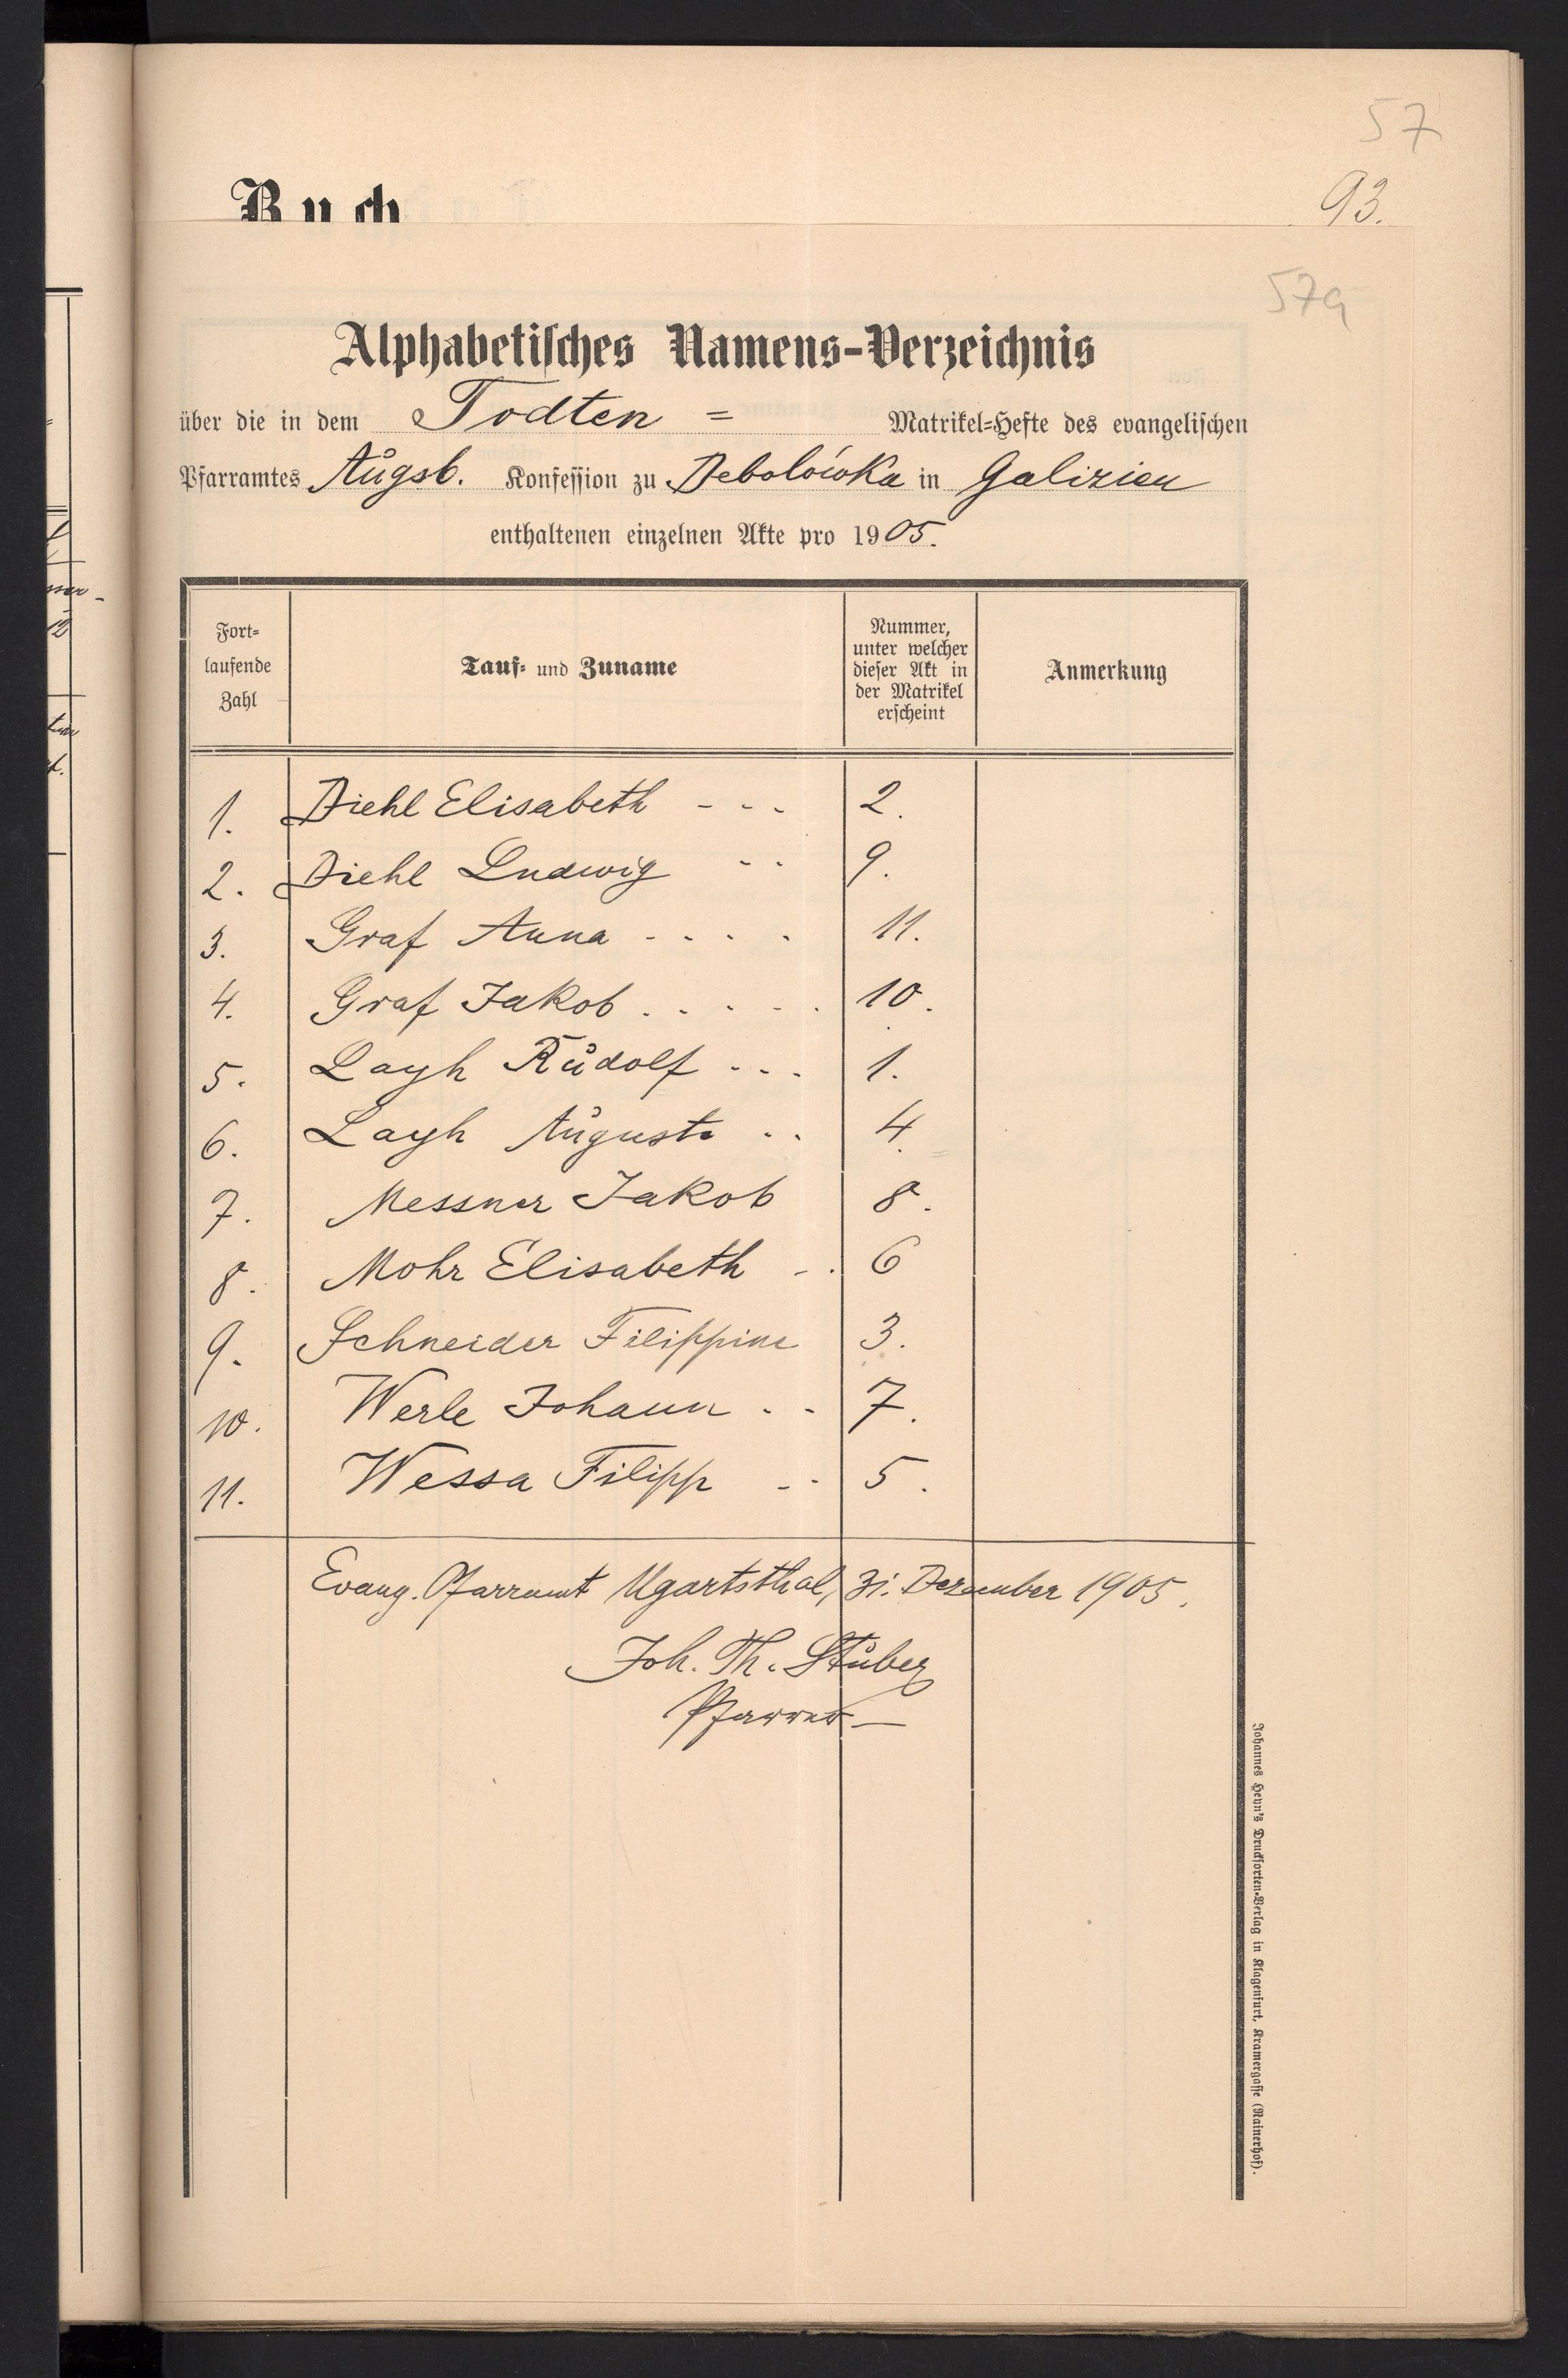 57
93.
Buch
57a
Alphabetisches Namens-Verzeichnis
über die in dem Todten = Matrikel-Hefte des evangelischen
Pfarramtes Augsb. Konfession zu Debolówka in Galizien
enthaltenen einzelnen Akte pro 1905.
Fort-
laufende
Zahl
Tauf- und Zuname
Nummer,
unter welcher
dieser Akt in
der Matrikel
erscheint
Anmerkung
1. Diehl Elisabeth - - - 2.
2. Diehl Ludwig - - 9.
3. Graf Anna - - - - 11.
4. Graf Jakob . . . . . 10.
5. Layh Rudolf - - - 1.
6. Layh Auguste - - 4.
7. Messner Jakob 8.
8. Mohr Elisabeth - . 6
9. Schneider Filippine 3.
10. Werle Johann . - 7.
11. Wessa Filipp - - 5.
Evang. Pfarramt Ugartsthal, 31. Dezember 1905.
Joh. Th. Stuber
Pfarrer
Johannes Heyn's Drucksorten-Verlag in Klagenfurt, Kramergasse (Rainerhof).